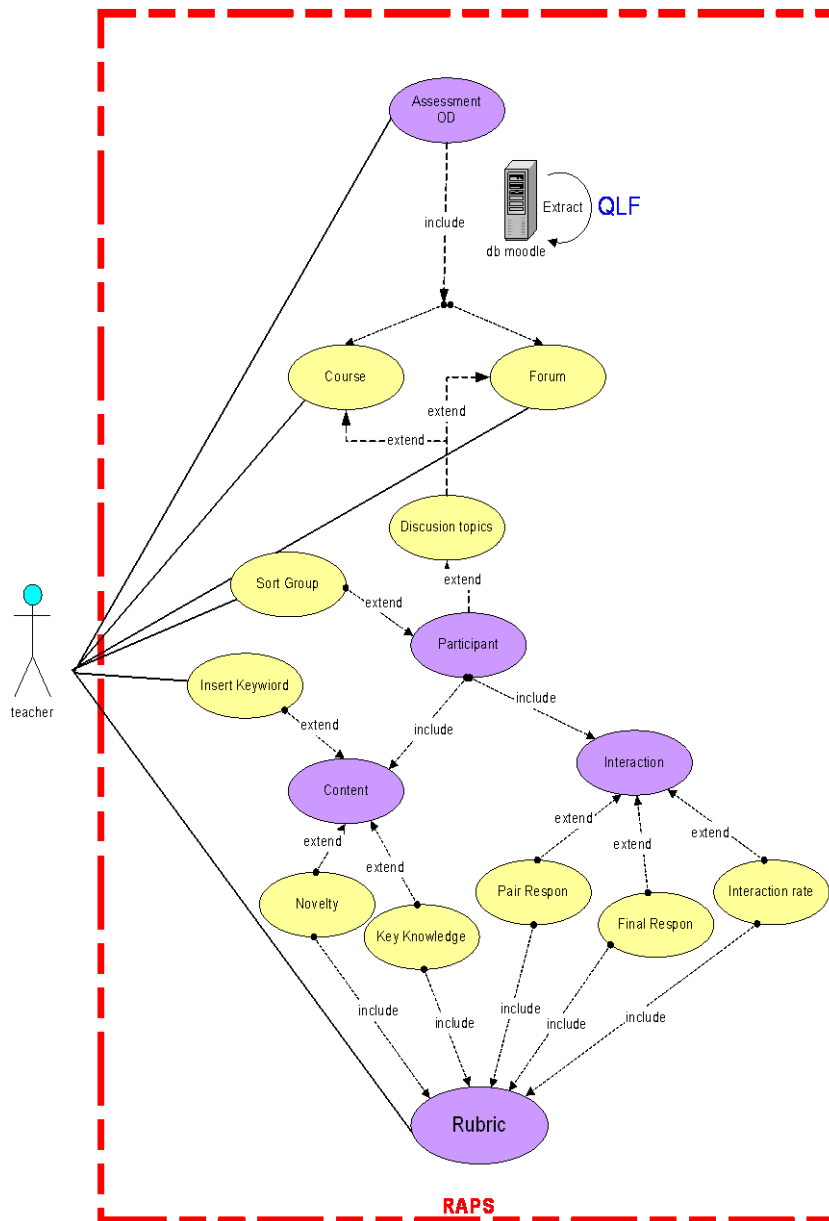 Assessment
OD
include
Extract
QLF
db moodle
Course
Forum
extend
extend
Discusion topics
Sort Group
extend
extend
Participant
teacher
Insert Keywiord
extend
include
include
Interaction
Content
extend
extend
extend
extend
extend
Novelty
Key Knowledge
Pair Respon
Final Respon
Interaction rate
include
include
include
include
include
Rubric
RAPS